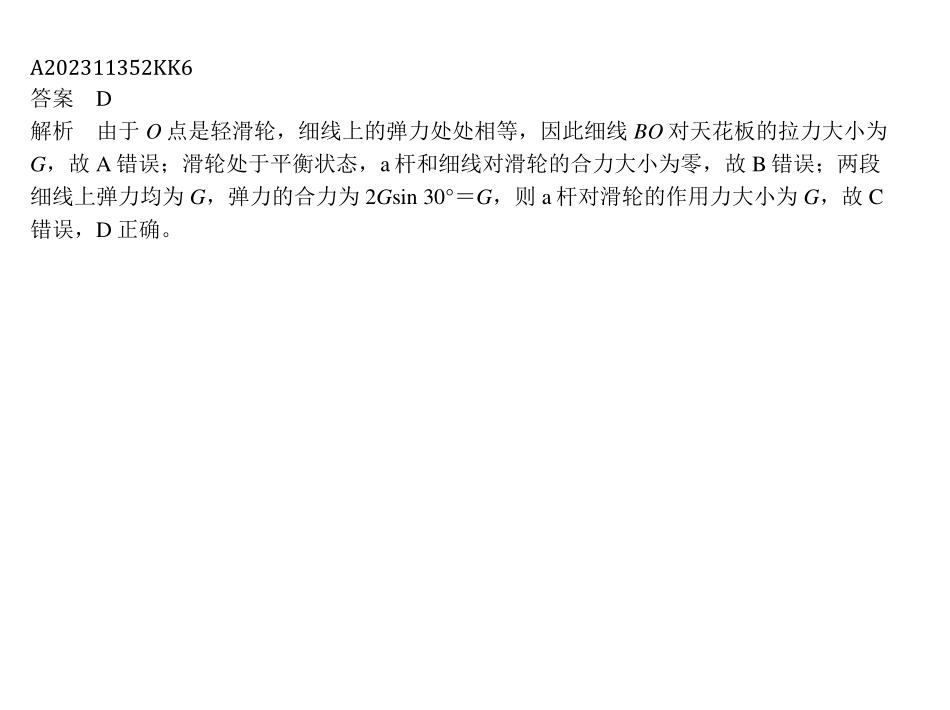 A202311352KK6
答案　D
解析　由于 O 点是轻滑轮，细线上的弹力处处相等，因此细线 BO 对天花板的拉力大小为
G，故 A 错误；滑轮处于平衡状态，a 杆和细线对滑轮的合力大小为零，故 B 错误；两段
细线上弹力均为 G，弹力的合力为 2Gsin 30°＝G，则 a 杆对滑轮的作用力大小为 G，故 C
错误，D 正确。